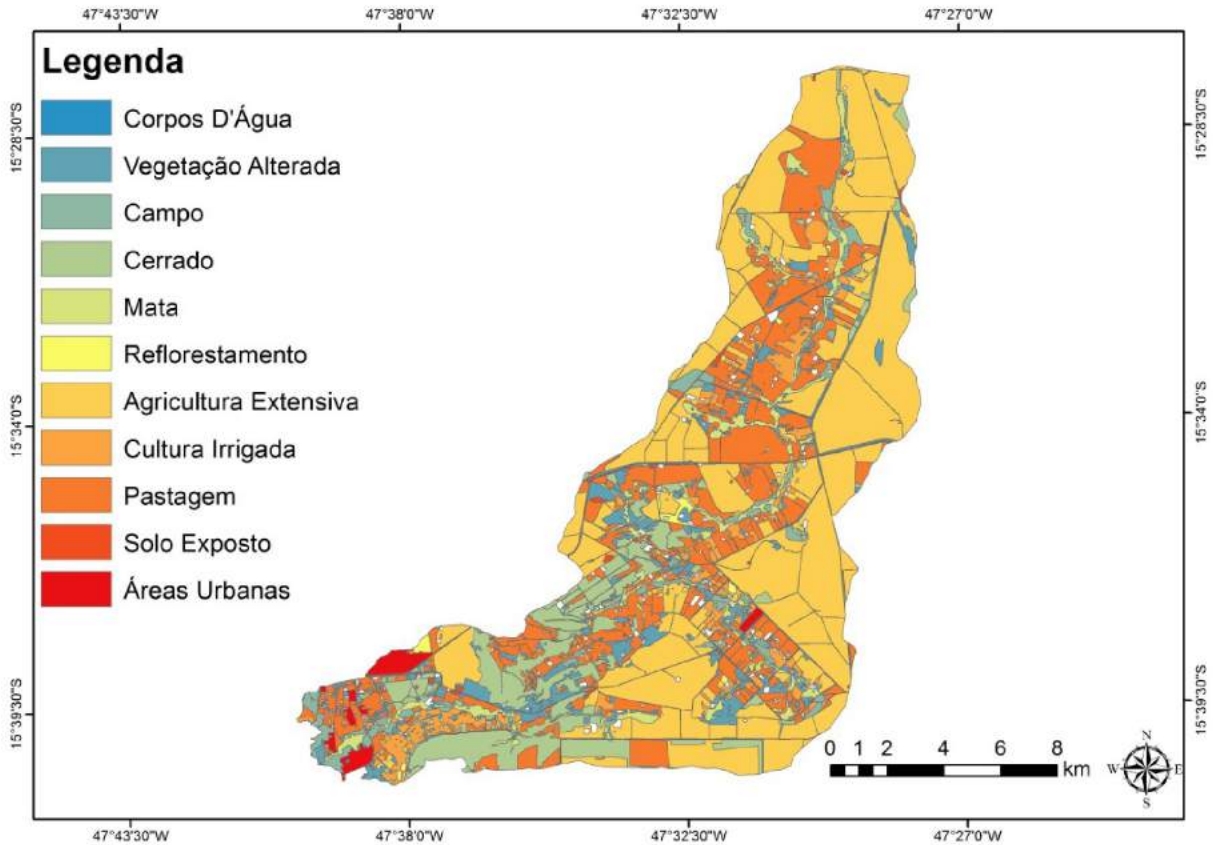 47°43'30"W 47°38'0"W 47°32'30"W 47°27'0"W
Legenda
Corpos D'Água
Vegetação Alterada
Campo
Cerrado
Mata
Reflorestamento
Agricultura Extensiva
Cultura Irrigada
Pastagem
Solo Exposto
Áreas Urbanas
15°28'30"S
15°34'0"S
15°39'30"S
15°28'30"S
15°34'0"S
15°39'30"S
0 1 2 4 6 8
km
N
W E
S
47°43'30"W 47°38'0"W 47°32'30"W 47°27'0"W